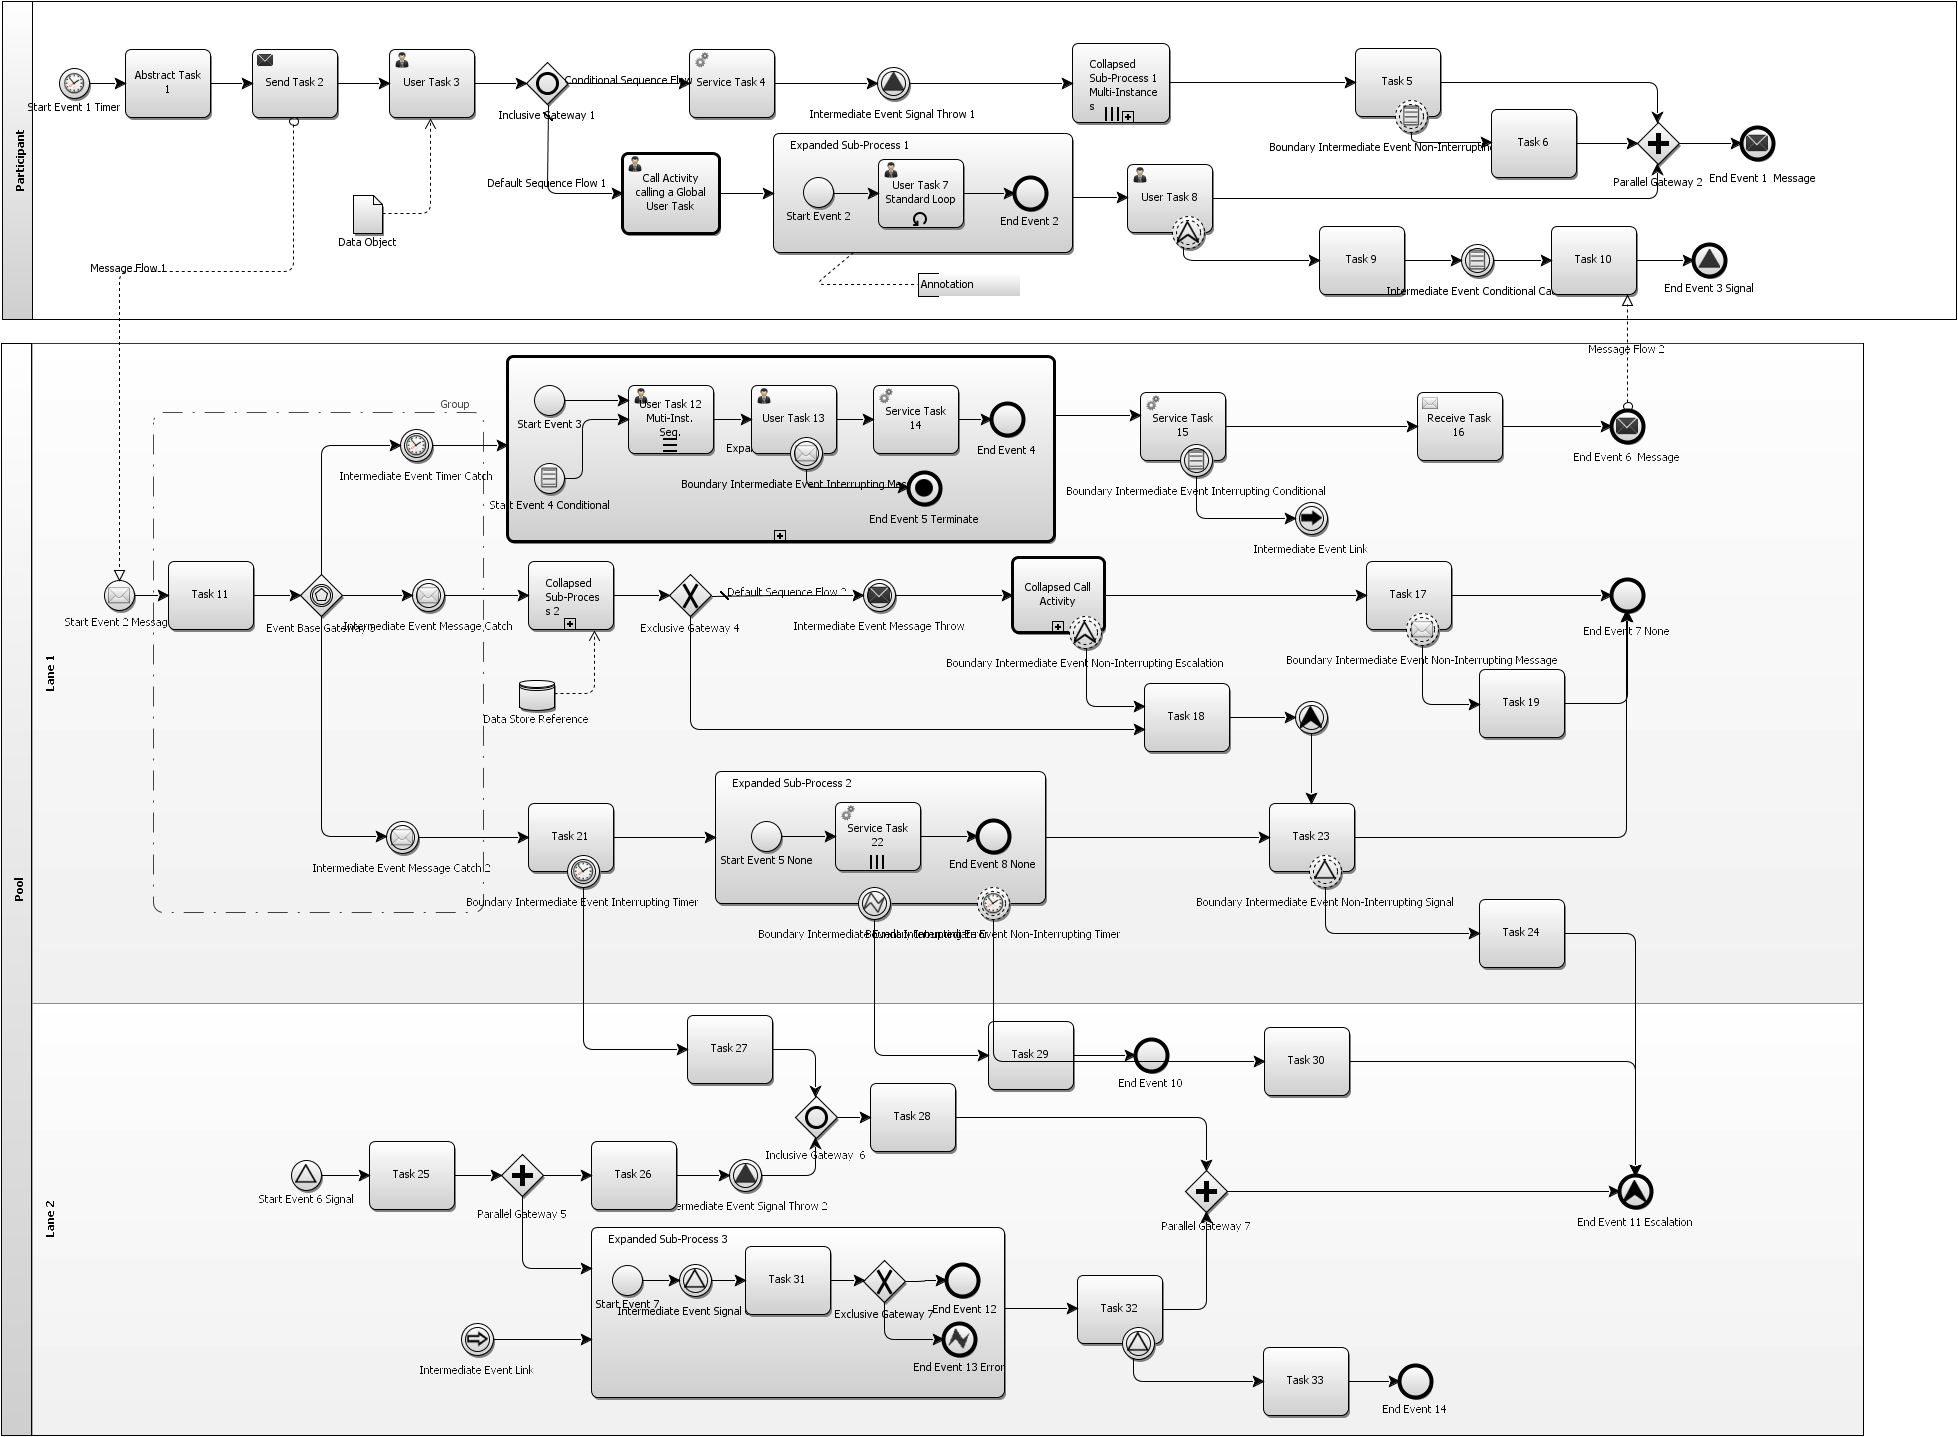 Participant
Start Event 1 Timer
Abstract Task
1
Send Task 2
User Task 3
Inclusive Gateway 1
Conditional Sequence Flow
Service Task 4
Intermediate Event Signal Throw 1
Collapsed
Sub-Process 1
Multi-Instance
s
Task 5
Boundary Intermediate Event Non-Interrupting
Task 6
Parallel Gateway 2
End Event 1 Message
Default Sequence Flow 1
Call Activity
calling a Global
User Task
Expanded Sub-Process 1
Start Event 2
User Task 7
Standard Loop
End Event 2
User Task 8
Data Object
Message Flow 1
Annotation
Task 9
Intermediate Event Conditional
Task 10
End Event 3 Signal
Message Flow 2
Pool
Lane 1
Group
Intermediate Event Timer Catch
Start Event 3
Start Event 4 Conditional
User Task 12
Muti-Inst.
Seq.
User Task 13
Service Task
14
End Event 4
Boundary Intermediate Event Interrupting
End Event 5 Terminate
Service Task
15
Boundary Intermediate Event Interrupting Conditional
Intermediate Event Link
Receive Task
16
End Event 6 Message
Start Event 2
Task 11
Event Base Gateway 3
Intermediate Event Message Catch
Collapsed
Sub-Proces
s 2
Exclusive Gateway 4
Default Sequence Flow 2
Intermediate Event Message Throw
Collapsed Call
Activity
Boundary Intermediate Event Non-Interrupting Escalation
Task 17
Boundary Intermediate Event Non-Interrupting Message
End Event 7 None
Data Store Reference
Task 18
Task 19
Intermediate Event Message Catch 2
Task 21
Boundary Intermediate Event Interrupting Timer
Expanded Sub-Process 2
Start Event 5 None
Service Task
22
End Event 8 None
Boundary Intermediate Event Interrupting Error
Boundary Intermediate Event Non-Interrupting Timer
Task 23
Boundary Intermediate Event Non-Interrupting Signal
Task 24
Lane 2
Task 27
Task 29
End Event 10
Task 30
Inclusive Gateway 6
Task 28
Start Event 6 Signal
Task 25
Parallel Gateway 5
Task 26
ermediate Event Signal Throw 2
Parallel Gateway 7
End Event 11 Escalation
Expanded Sub-Process 3
Start Event 7
Intermediate Event Signal
Task 31
Exclusive Gateway 7
End Event 12
End Event 13 Error
Intermediate Event Link
Task 32
Task 33
End Event 14